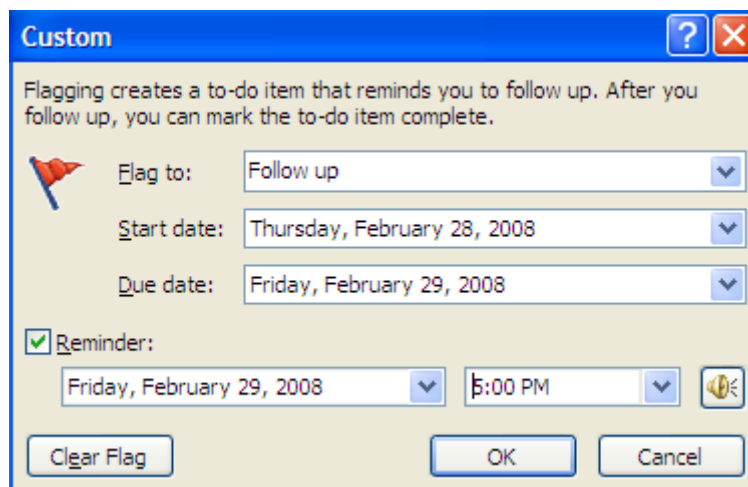 Custom
Flagging creates a to-do item that reminds you to follow up. After you
follow up, you can mark the to-do item complete.
Flag to: Follow up
Start date: Thursday, February 28, 2008
Due date: Friday, February 29, 2008
Reminder:
Friday, February 29, 2008 5:00 PM
Clear Flag OK Cancel